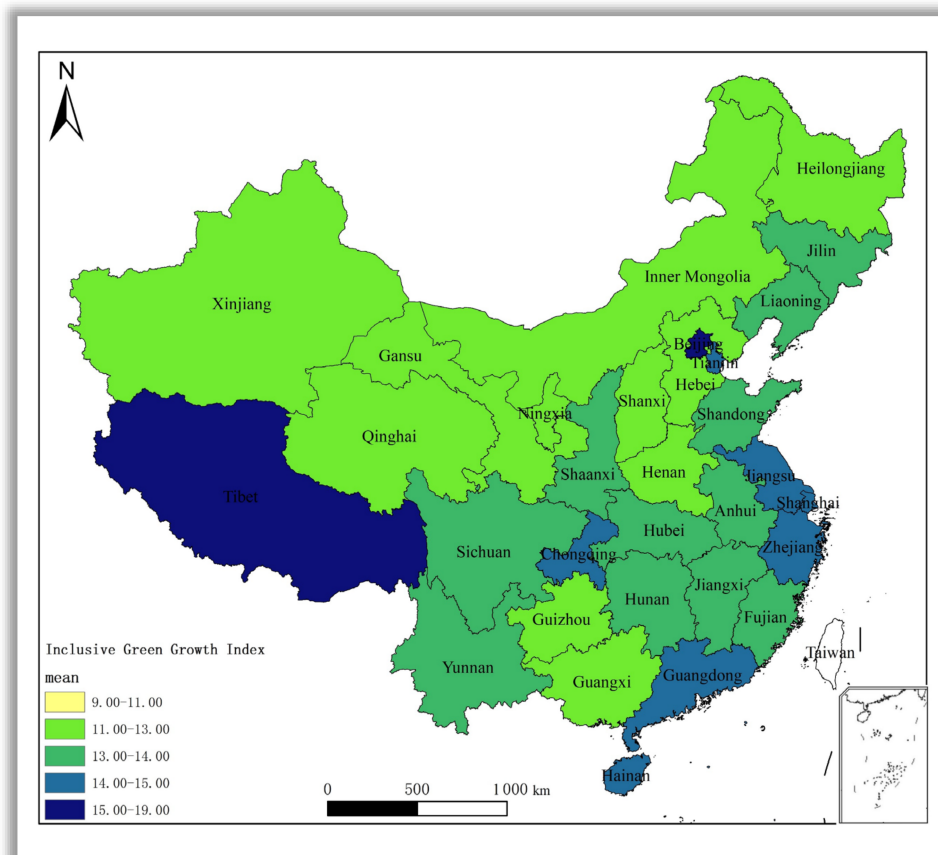 N
Heilongjiang
Jilin
Inner Mongolia
Liaoning
Xinjiang
Beijing
Gansu
Tianjin
Hebei
Ningxia
Shanxi
Shandong
Qinghai
Henan
Shaanxi
Jiangsu
Tibet
Shanghai
Anhui
Hubei
Sichuan
Chongqing
Zhejiang
Jiangxi
Hunan
Guizhou
Fujian
Taiwan
Yunnan
Guangxi
Guangdong
Hainan
Inclusive Green Growth Index
mean
9.00-11.00
11.00-13.00
13.00-14.00
14.00-15.00
15.00-19.00
0 500 1000 km